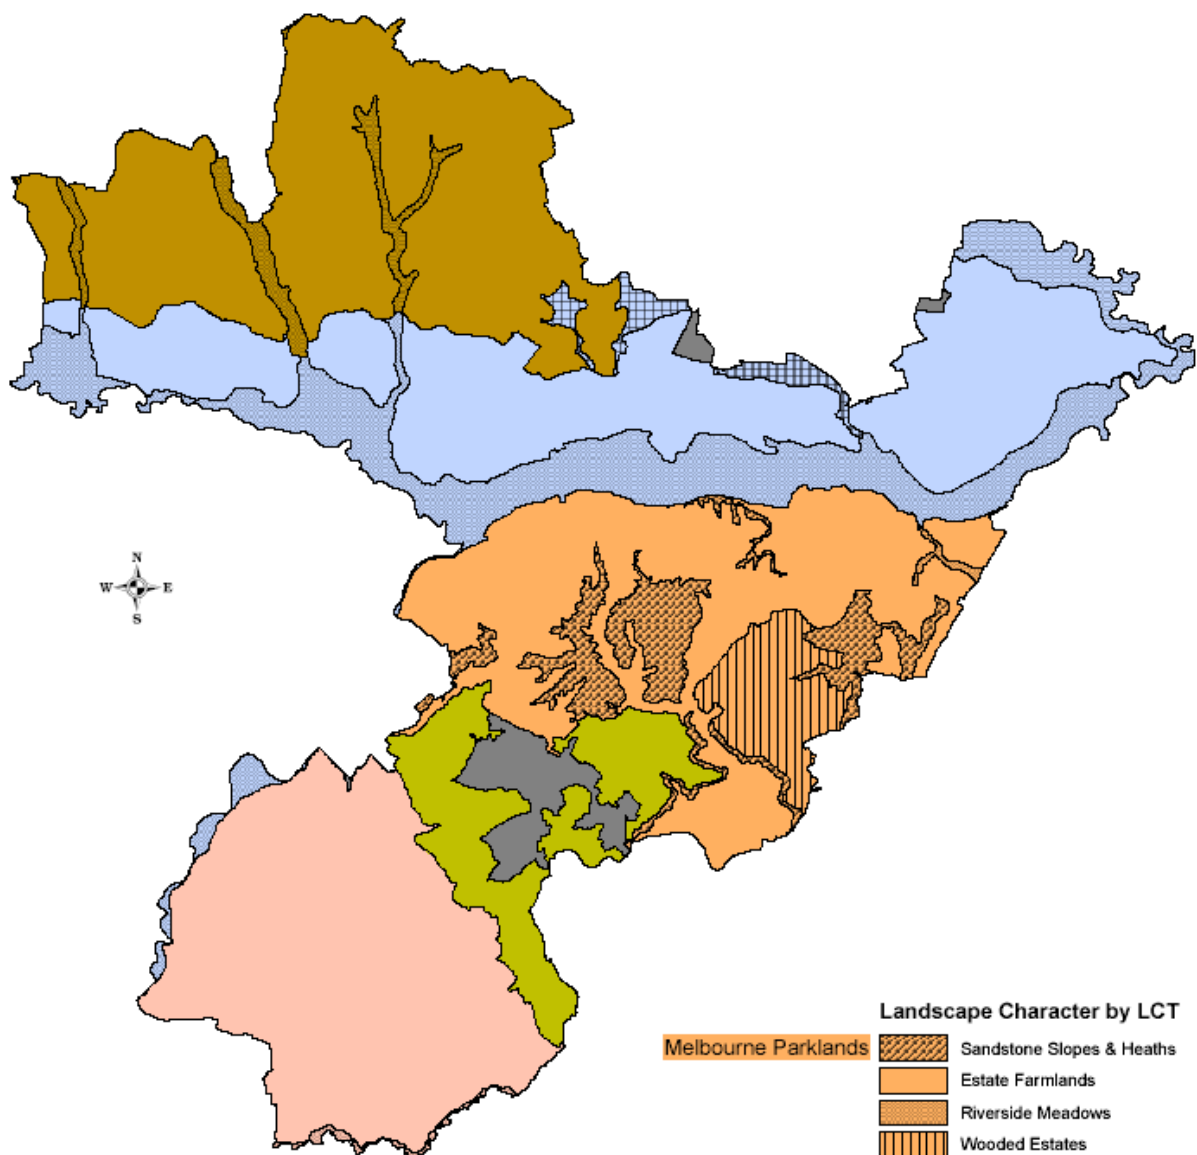 N
W E
S
Landscape Character by LCT
Melbourne Parklands
Sandstone Slopes & Heaths
Estate Farmlands
Riverside Meadows
Wooded Estates